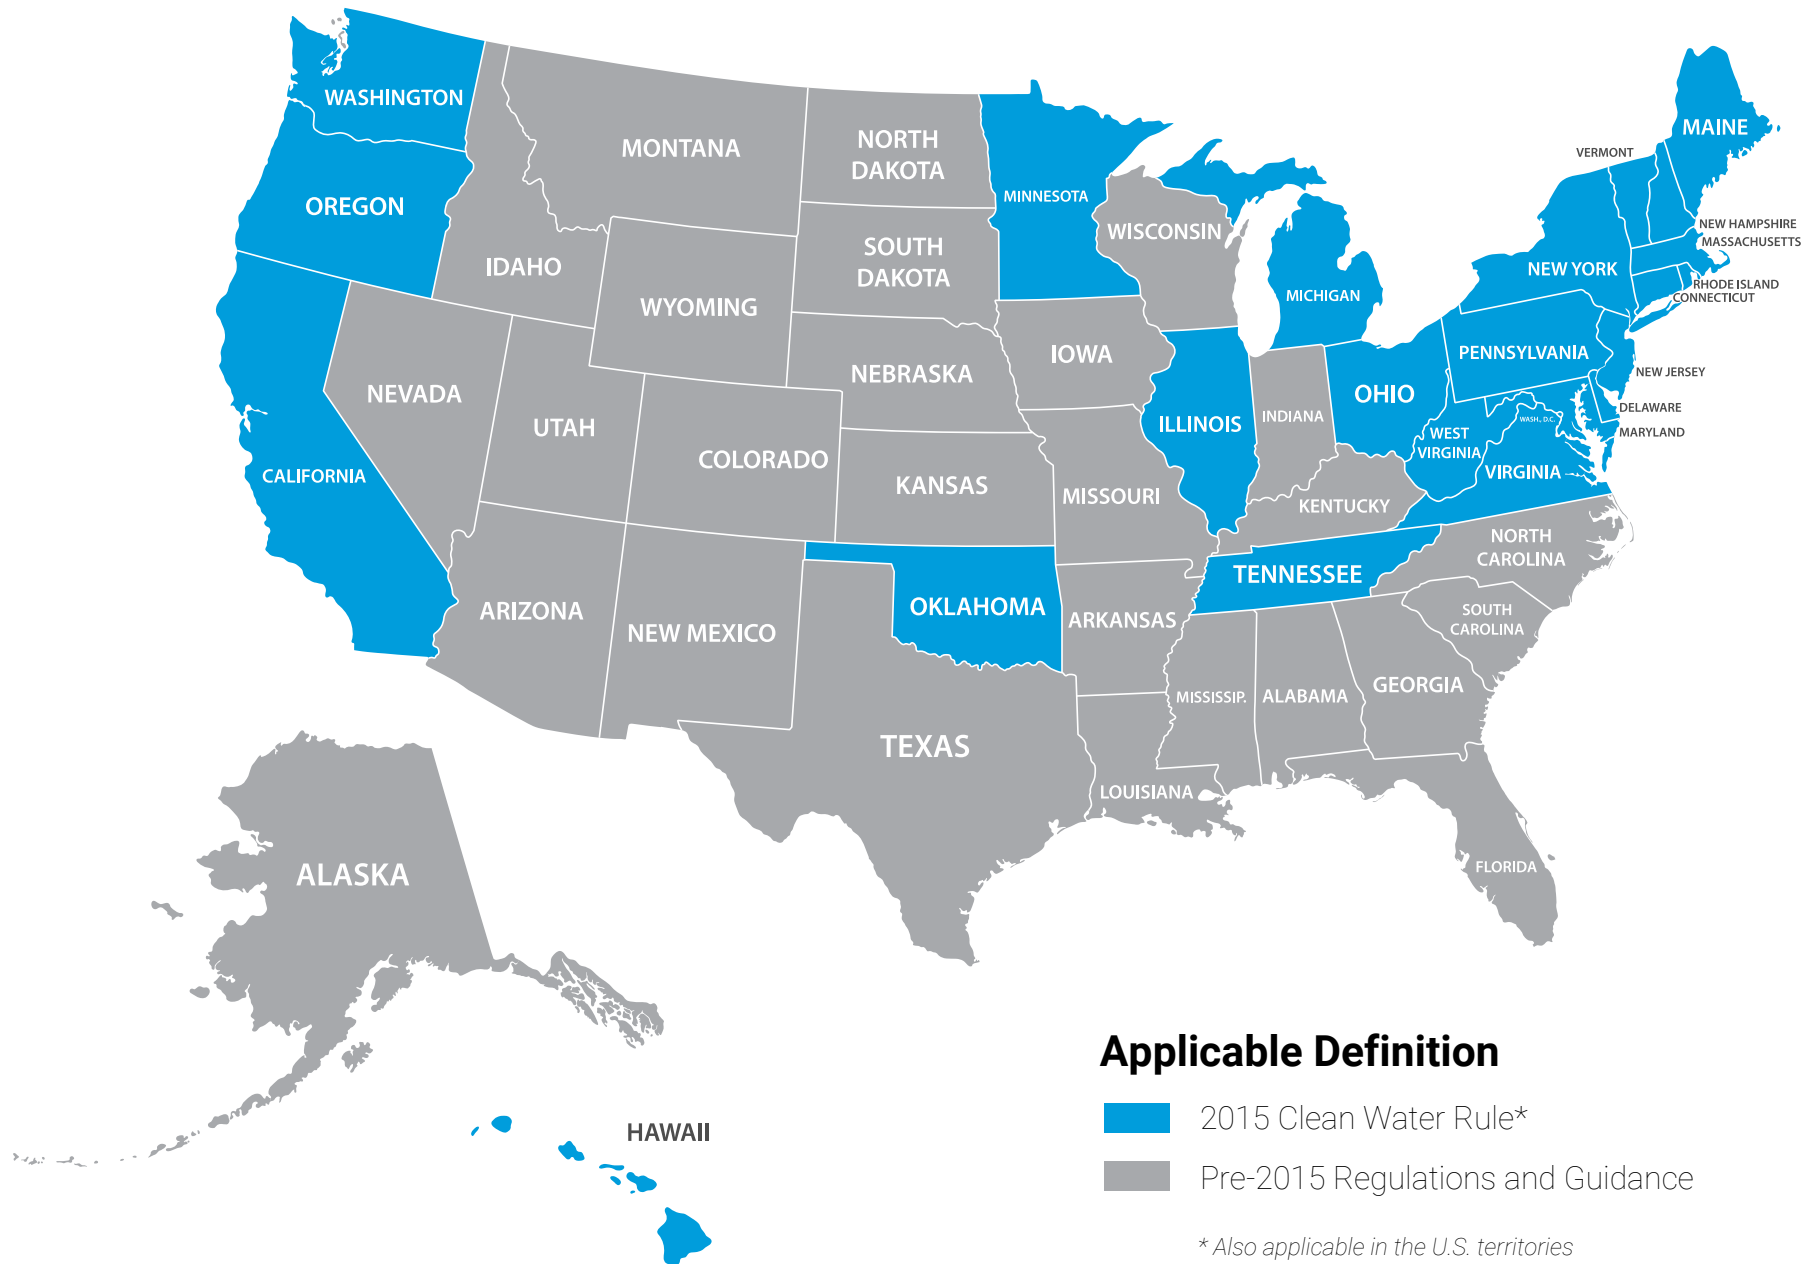 WASHINGTON
MAINE
MONTANA
NORTH
DAKOTA
VERMONT
MINNESOTA
OREGON
NEW HAMPSHIRE
WISCONSIN
MASSACHUSETTS
SOUTH
DAKOTA
IDAHO
NEW YORK
RHODE ISLAND
CONNECTICUT
MICHIGAN
WYOMING
IOWA
PENNSYLVANIA
NEBRASKA
NEW JERSEY
NEVADA
OHIO
DELAWARE
INDIANA
ILLINOIS
WASH., D.C.
UTAH
MARYLAND
WEST
VIRGINIA
COLORADO
VIRGINIA
CALIFORNIA
KANSAS
MISSOURI
KENTUCKY
NORTH
CAROLINA
TENNESSEE
OKLAHOMA
ARIZONA
ARKANSAS
SOUTH
CAROLINA
NEW MEXICO
GEORGIA
MISSISSIP.
ALABAMA
TEXAS
LOUISIANA
FLORIDA
ALASKA
HAWAII
Applicable Definition
2015 Clean Water Rule*
Pre-2015 Regulations and Guidance
* Also applicable in the U.S. territories